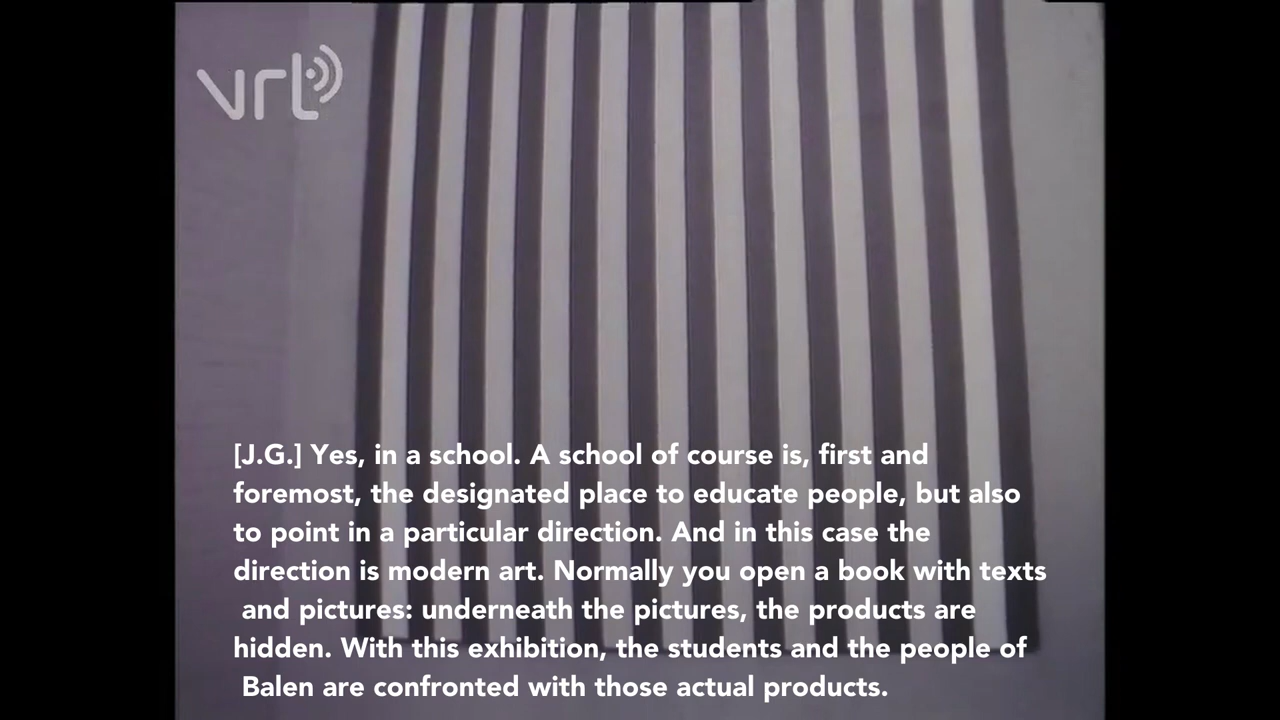 vrt
[J.G.] Yes, in a school. A school of course is, first and
foremost, the designated place to educate people, but also
to point in a particular direction. And in this case the
direction is modern art. Normally you open a book with texts
and pictures: underneath the pictures, the products are
hidden. With this exhibition, the students and the people of
Balen are confronted with those actual products.